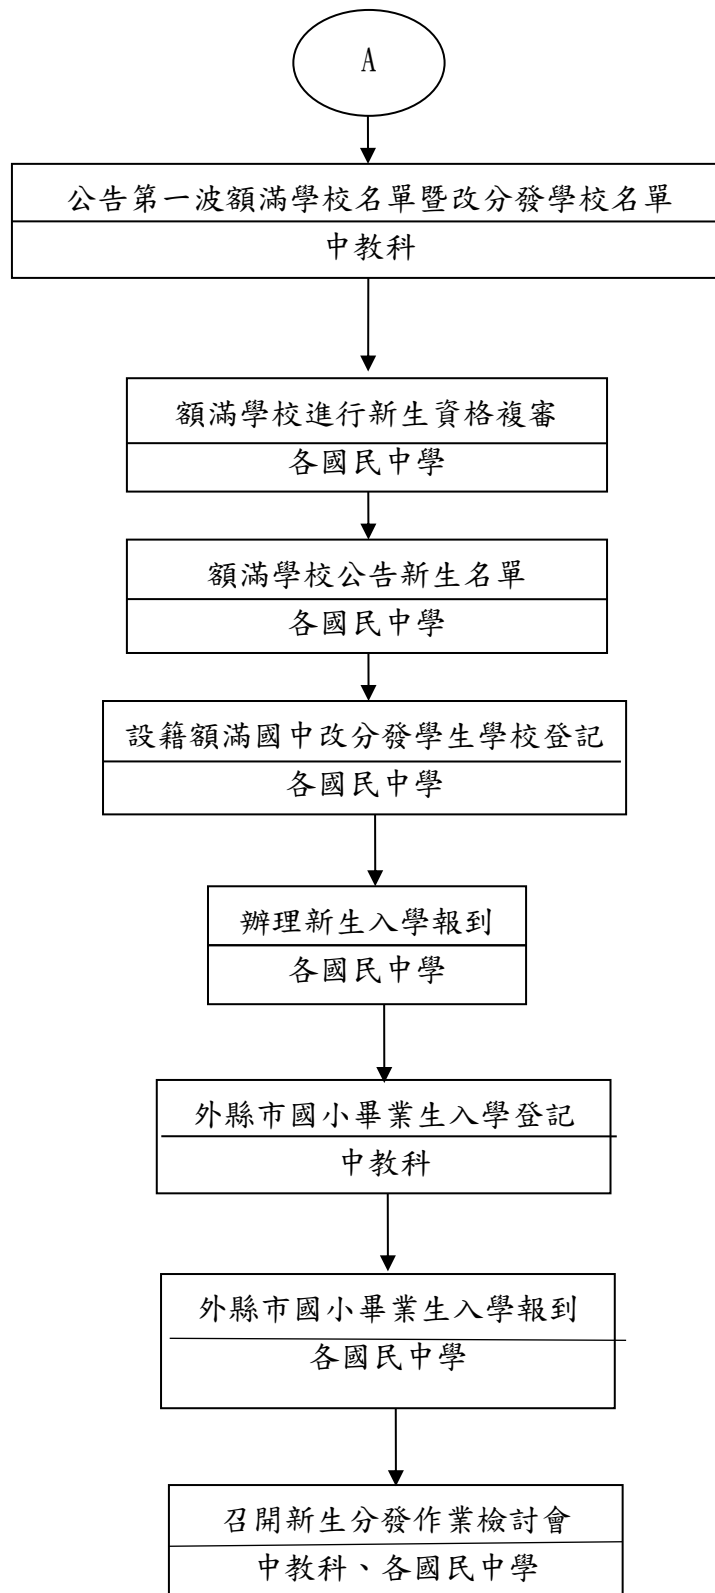 A
公告第一波額滿學校名單暨改分發學校名單
中教科
額滿學校進行新生資格複審
各國民中學
額滿學校公告新生名單
各國民中學
設籍額滿國中改分發學生學校登記
各國民中學
辦理新生入學報到
各國民中學
外縣市國小畢業生入學登記
中教科
外縣市國小畢業生入學報到
各國民中學
召開新生分發作業檢討會
中教科、各國民中學